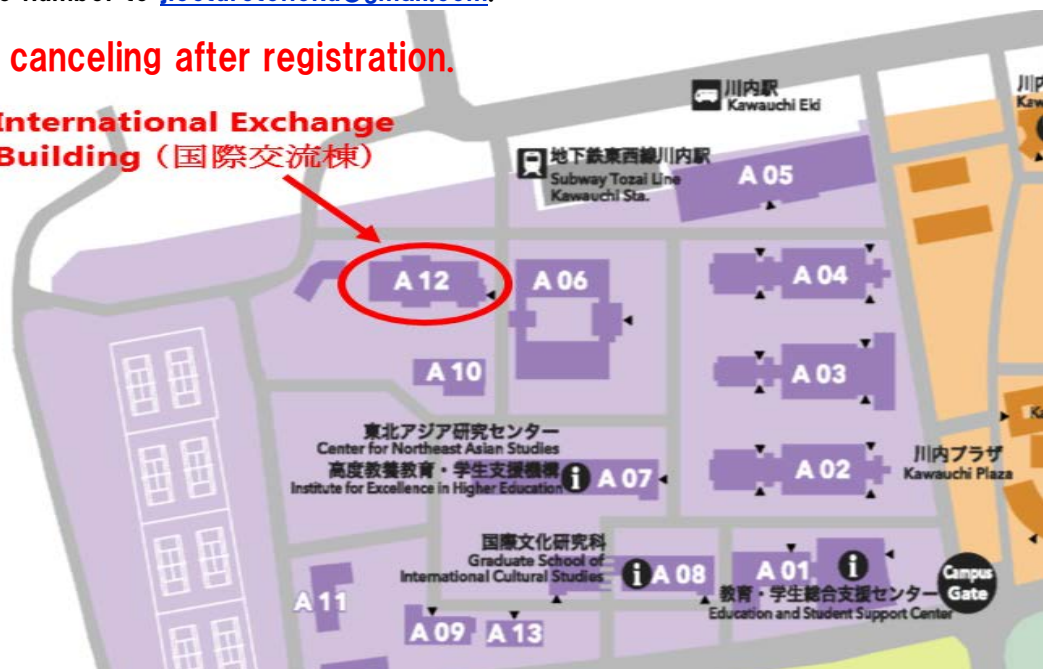 canceling after registration.
International Exchange
Building（国際交流棟）
川内駅
Kawauchi Eki
地下鉄東西線川内駅
Subway Tozai Line
Kawauchi Sta.
A 05
A 12
A 06
A 04
A 10
A 03
東北アジア研究センター
Center for Northeast Asian Studies
高度教養教育・学生支援機構
Institute for Excellence in Higher Education
A 07
A 02
川内プラザ
Kawauchi Plaza
国際文化研究科
Graduate School of
International Cultural Studies
A 08
A 01
教育・学生総合支援センター
Education and Student Support Center
Campus
Gate
A 11
A 09
A 13